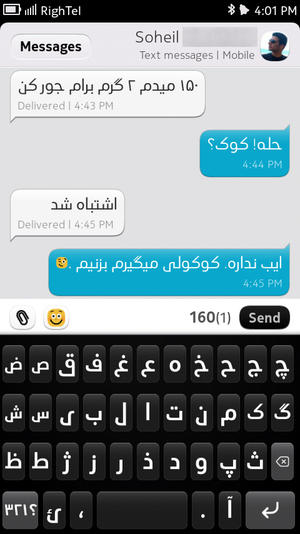 RighTel
4:01 PM
Messages
Soheil
Text messages | Mobile
۱۵۰ میدم ۲ گرم برام جور کن
Delivered | 4:43 PM
حله! کوک؟
4:44 PM
اشتباه شد
Delivered | 4:45 PM
ایب نداره. کوکولی میگیرم بزنیم.
4:45 PM
160(1)
Send
ض ص ق ف غ ع ه خ ح ج چ
ش س ی ب ل ا ت ن م ک گ
ظ ط ژ ز ر ذ د و پ ث
۳۲۱؟ ئ ، . آ